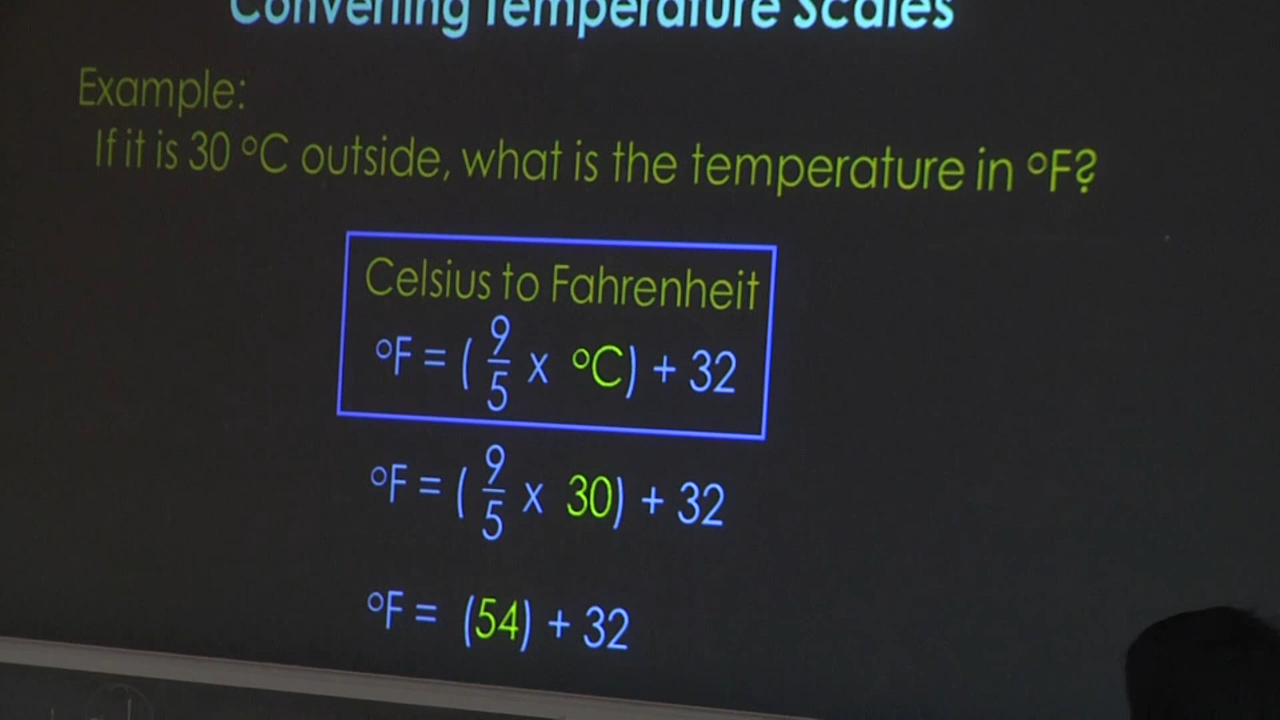 Converting Temperature Scales
Example:
If it is 30 °C outside, what is the temperature in °F?
Celsius to Fahrenheit
°F = ( 9/5 x °C) + 32
°F = ( 9/5 x 30) + 32
°F = (54) + 32